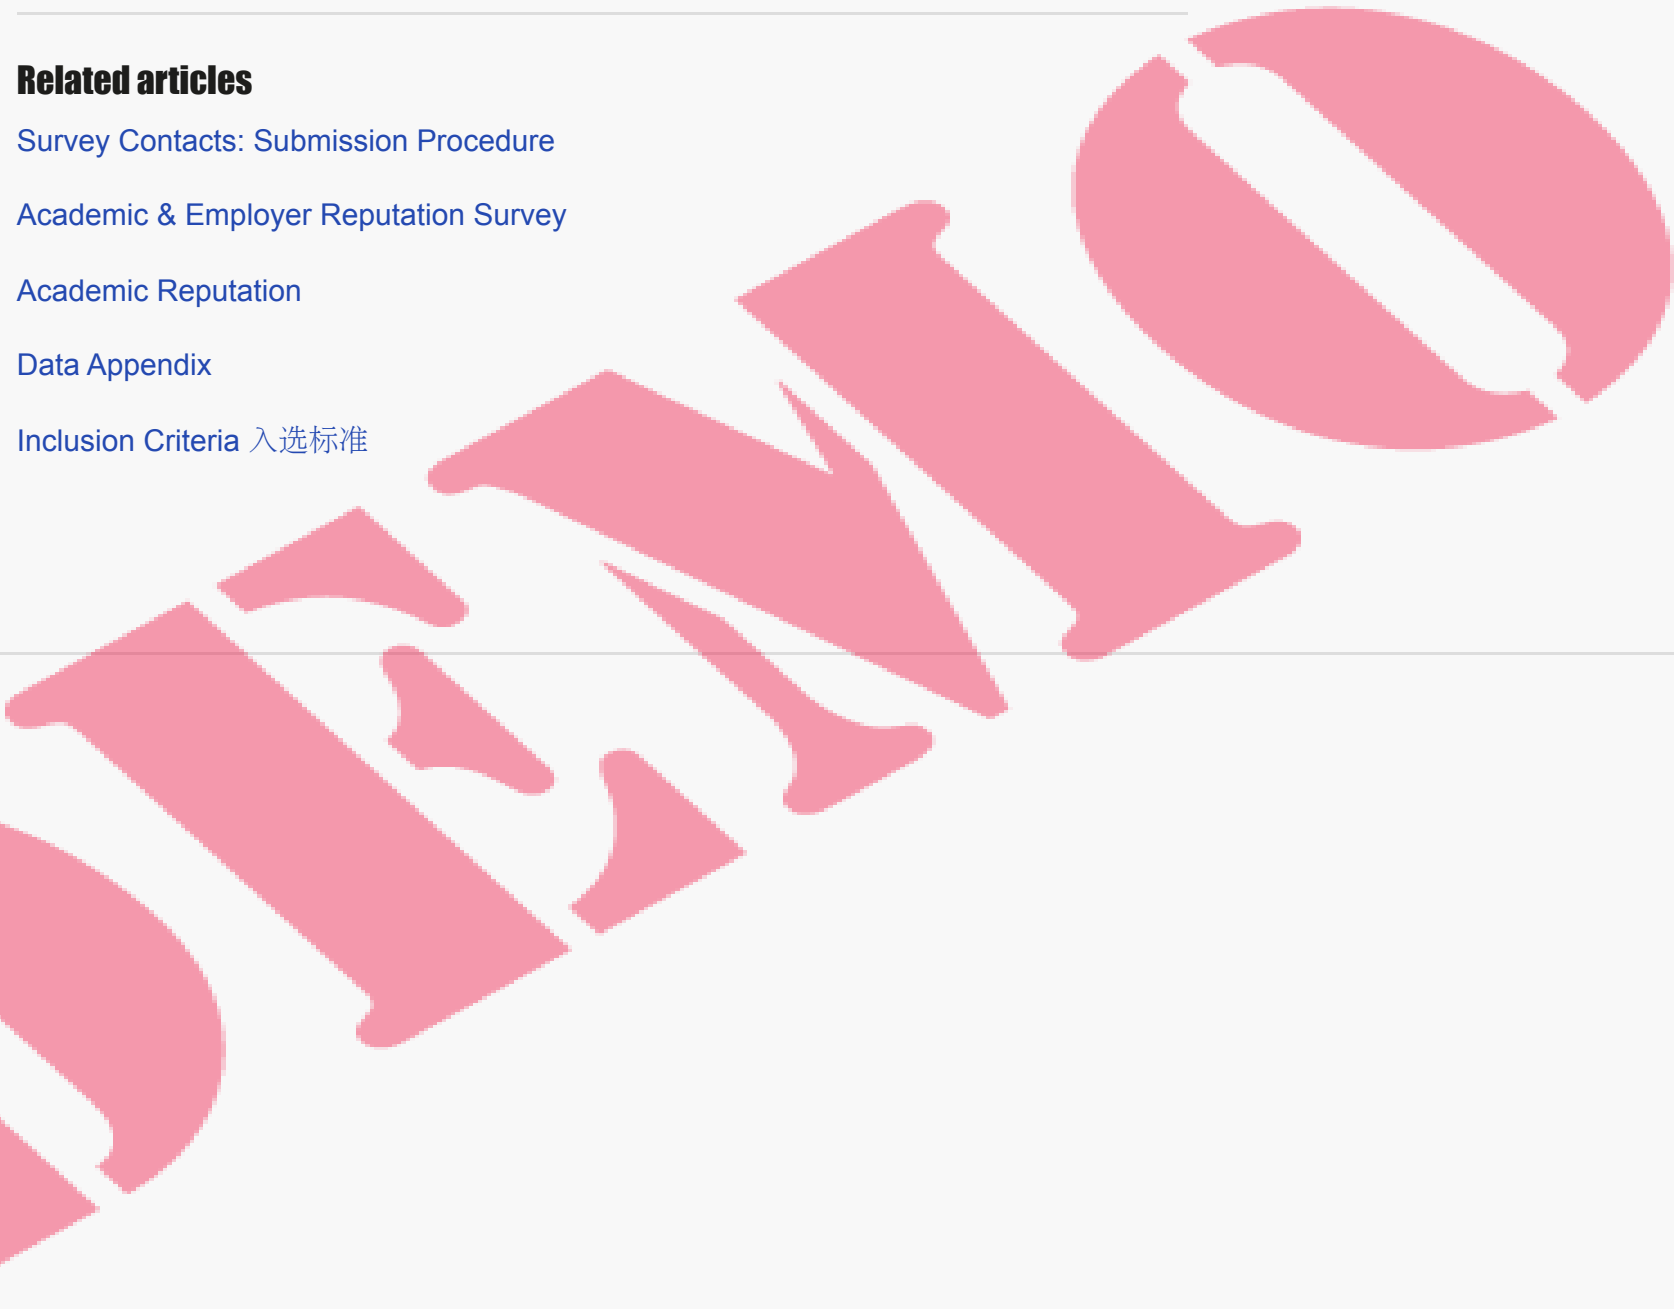 Related articles
Survey Contacts: Submission Procedure
Academic & Employer Reputation Survey
Academic Reputation
Data Appendix
Inclusion Criteria 入选标准
DEMO